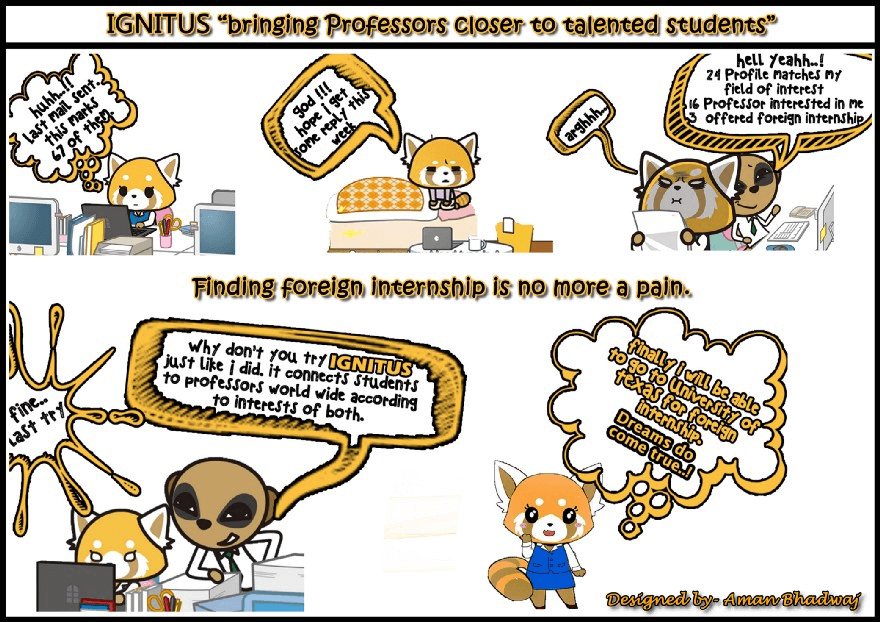 IGNITUS “bringing Professors closer to talented students”
huhh..!!
last mail sent.
this marks
67 of them
god !!!
hope i get
some reply this
week
arghhh...
hell yeahh..!
24 Profile matches my
field of interest
16 Professor interested in me
3 offered foreign internship
Finding foreign internship is no more a pain.
fine..
Last try
why don't you try IGNITUS
just like i did. it connects students
to professors world wide according
to interests of both.
finally i will be able
to go to University of
texas for foreign
internship.
Dreams do
come true..!
Designed by- Aman Bhadwaj